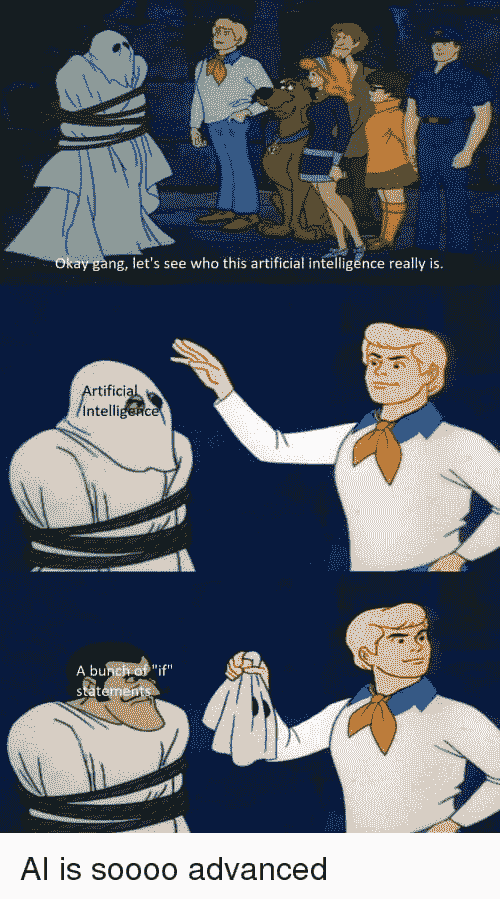 Okay gang, let's see who this artificial intelligence really is.
Artificial
Intelligence
A bunch of "if"
statements
AI is soooo advanced